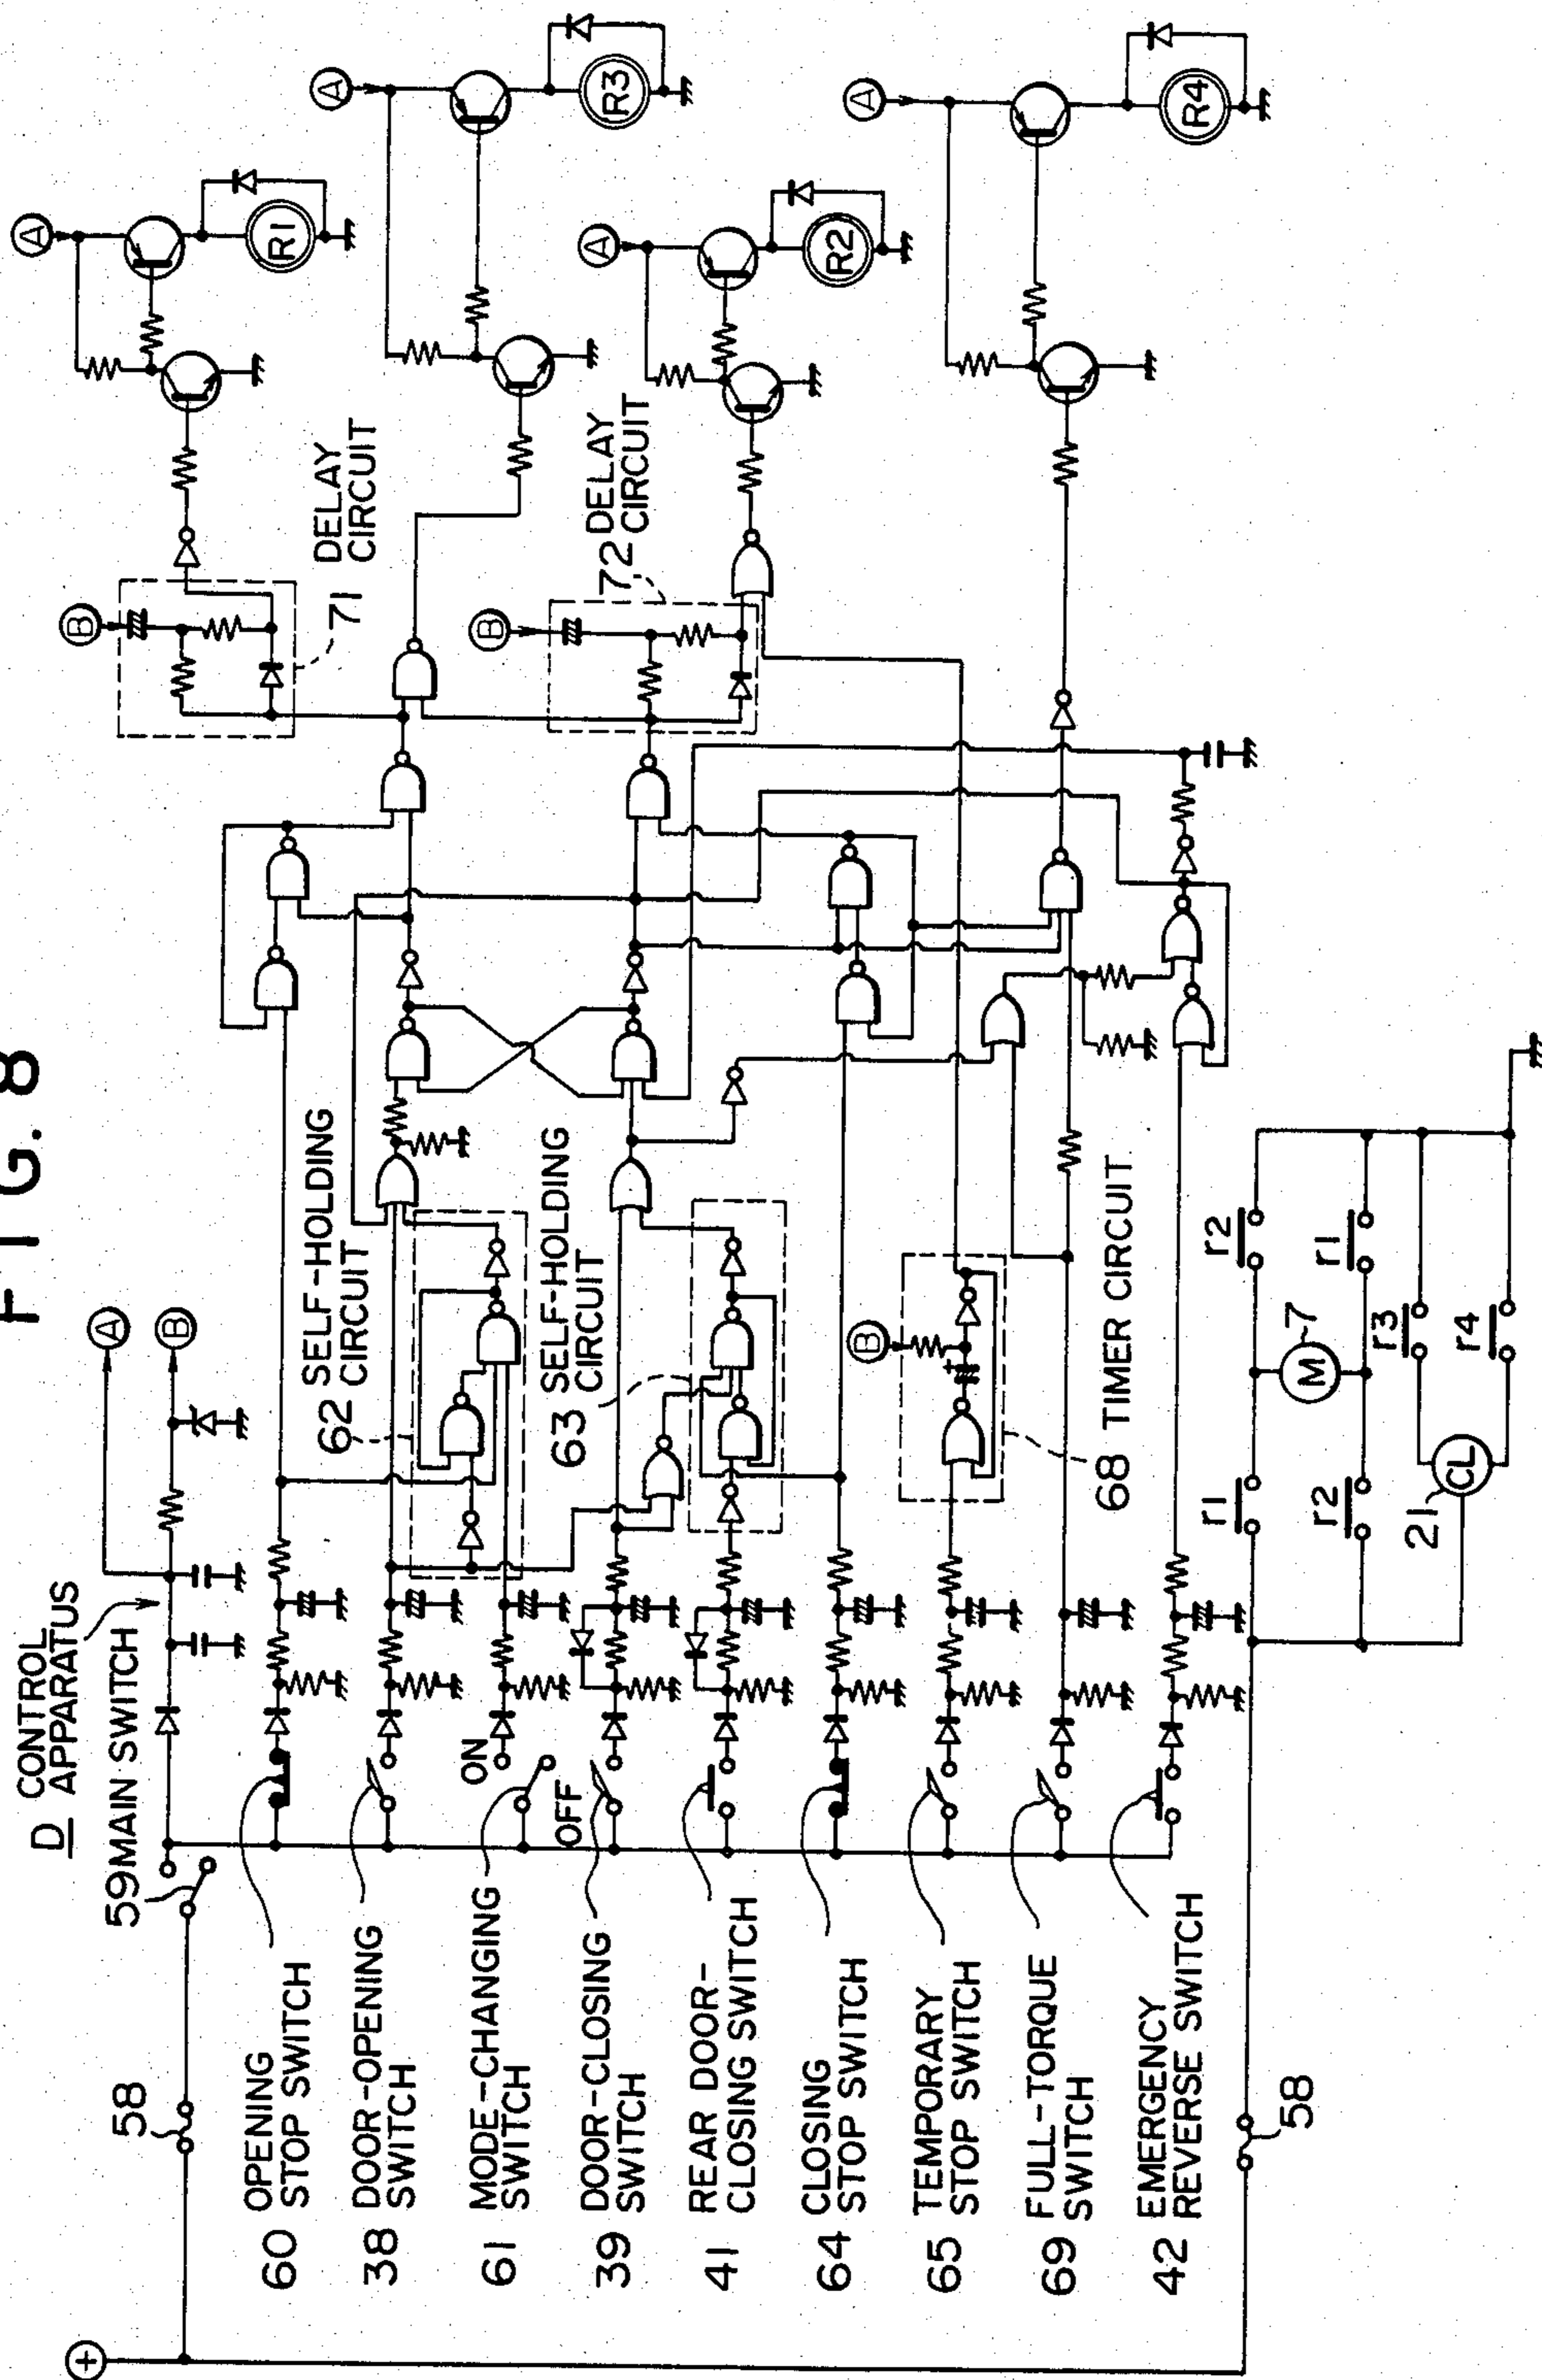 FIG. 8
D CONTROL
APPARATUS
59 MAIN SWITCH
58
A
B
60 OPENING
STOP SWITCH
38 DOOR-OPENING
SWITCH
61 MODE-CHANGING
SWITCH
ON
OFF
39 DOOR-CLOSING
SWITCH
41 REAR DOOR-
CLOSING SWITCH
64 CLOSING
STOP SWITCH
65 TEMPORARY
STOP SWITCH
69 FULL-TORQUE
SWITCH
42 EMERGENCY
REVERSE SWITCH
58
62 SELF-HOLDING
CIRCUIT
63 SELF-HOLDING
CIRCUIT
B
68 TIMER CIRCUIT
B
71 DELAY
CIRCUIT
B
72 DELAY
CIRCUIT
A
R1
A
R3
A
R2
A
R4
r1
r2
M 7
r2
r1
r3
21 CL
r4
+